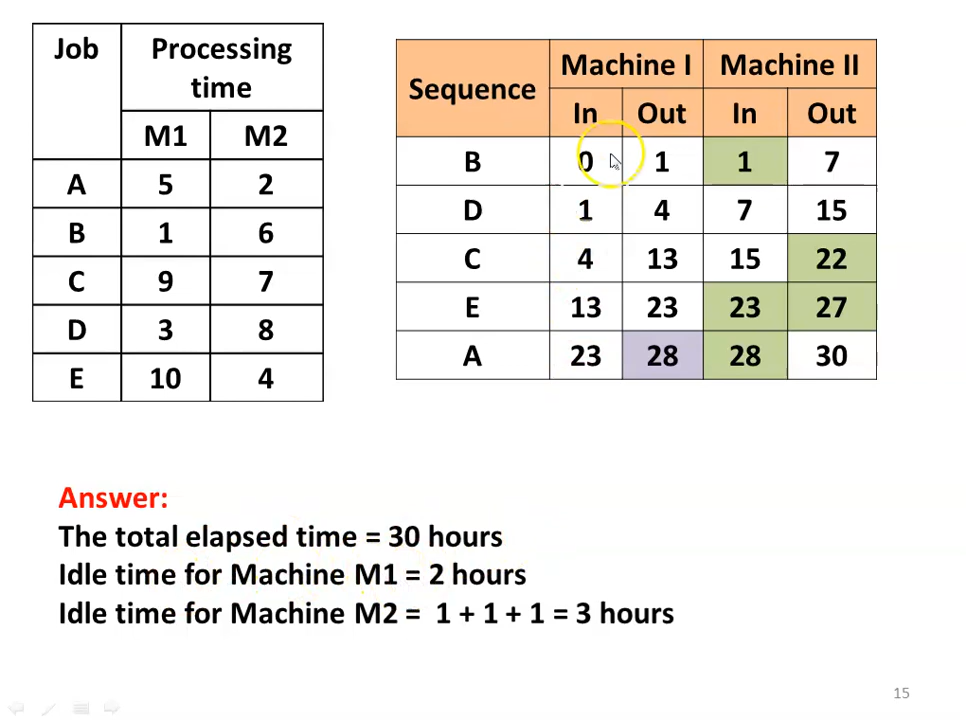 Job Processing time
M1 M2
A 5 2
B 1 6
C 9 7
D 3 8
E 10 4
Sequence Machine I Machine II
In Out In Out
B 0 1 1 7
D 1 4 7 15
C 4 13 15 22
E 13 23 23 27
A 23 28 28 30
Answer:
The total elapsed time = 30 hours
Idle time for Machine M1 = 2 hours
Idle time for Machine M2 = 1 + 1 + 1 = 3 hours
15